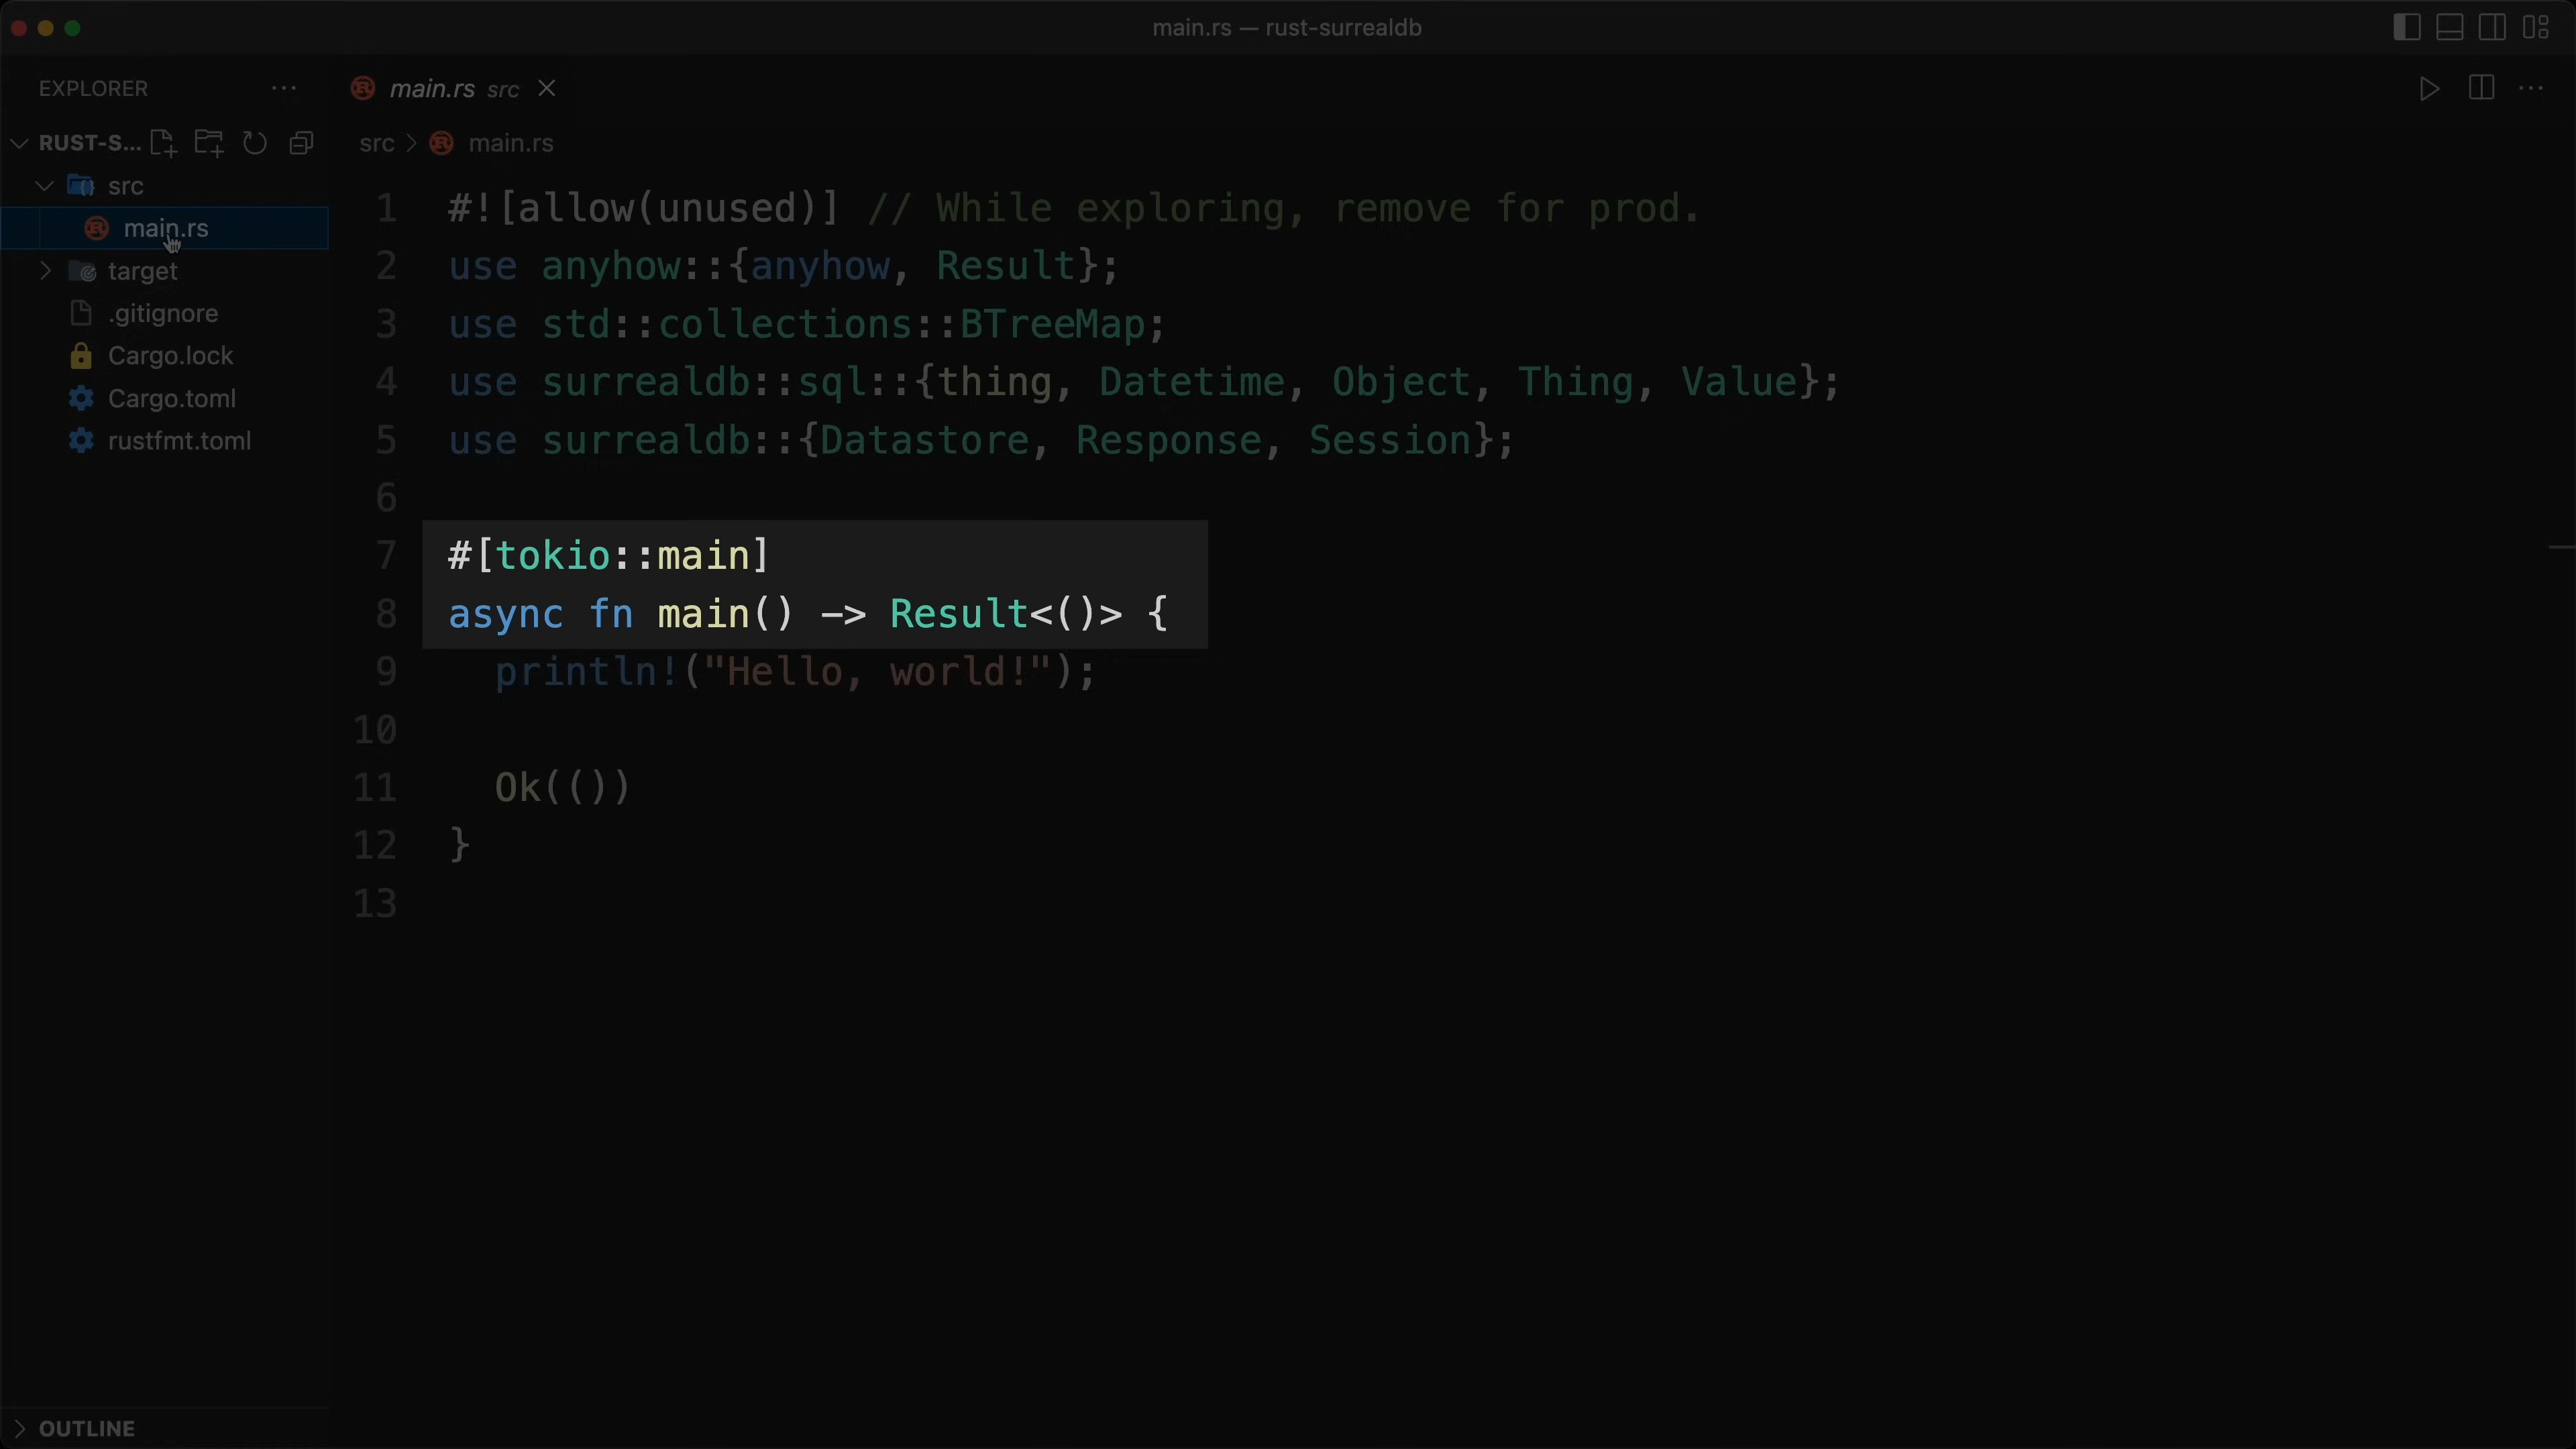 main.rs — rust-surrealdb
EXPLORER
main.rs src
RUST-S...
src
main.rs
target
.gitignore
Cargo.lock
Cargo.toml
rustfmt.toml
OUTLINE
src > main.rs
1 #![allow(unused)] // While exploring, remove for prod.
2 use anyhow::{anyhow, Result};
3 use std::collections::BTreeMap;
4 use surrealdb::sql::{thing, Datetime, Object, Thing, Value};
5 use surrealdb::{Datastore, Response, Session};
6
7 #[tokio::main]
8 async fn main() -> Result<()> {
9   println!("Hello, world!");
10
11   Ok(())
12 }
13